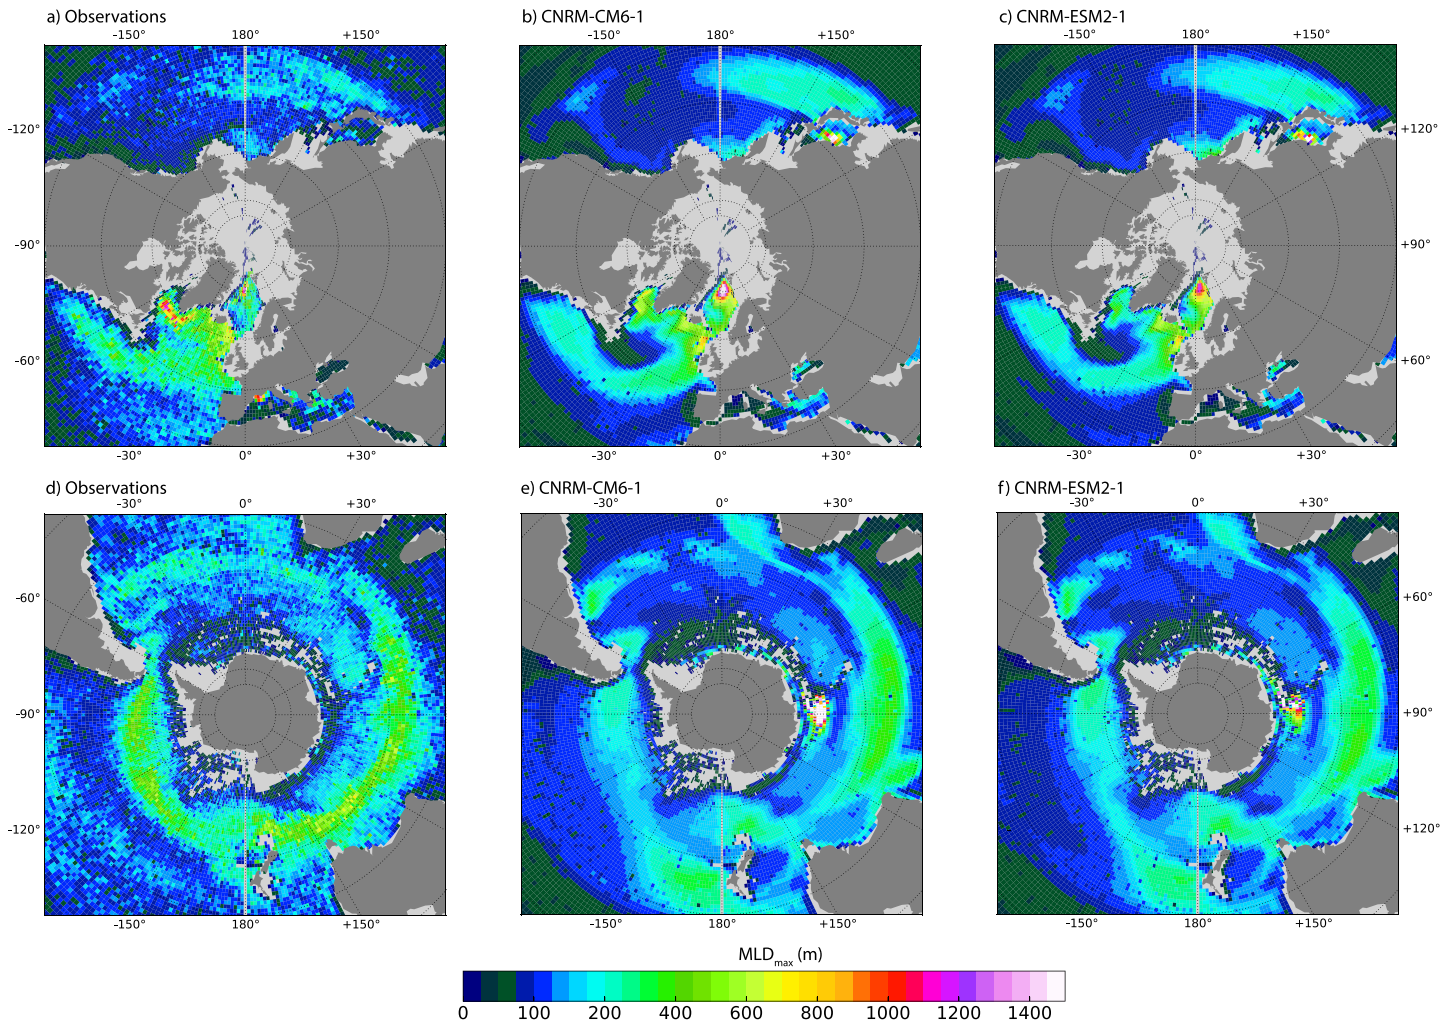 a) Observations
b) CNRM-CM6-1
c) CNRM-ESM2-1
-150° 180° +150°
-150° 180° +150°
-150° 180° +150°
-120° +120°
-90° +90°
-60° +60°
-30° 0° +30°
-30° 0° +30°
-30° 0° +30°
d) Observations
e) CNRM-CM6-1
f) CNRM-ESM2-1
-30° 0° +30°
-30° 0° +30°
-30° 0° +30°
-60° +60°
-90° +90°
-120° +120°
-150° 180° +150°
-150° 180° +150°
-150° 180° +150°
MLDmax (m)
0 100 200 400 600 800 1000 1200 1400